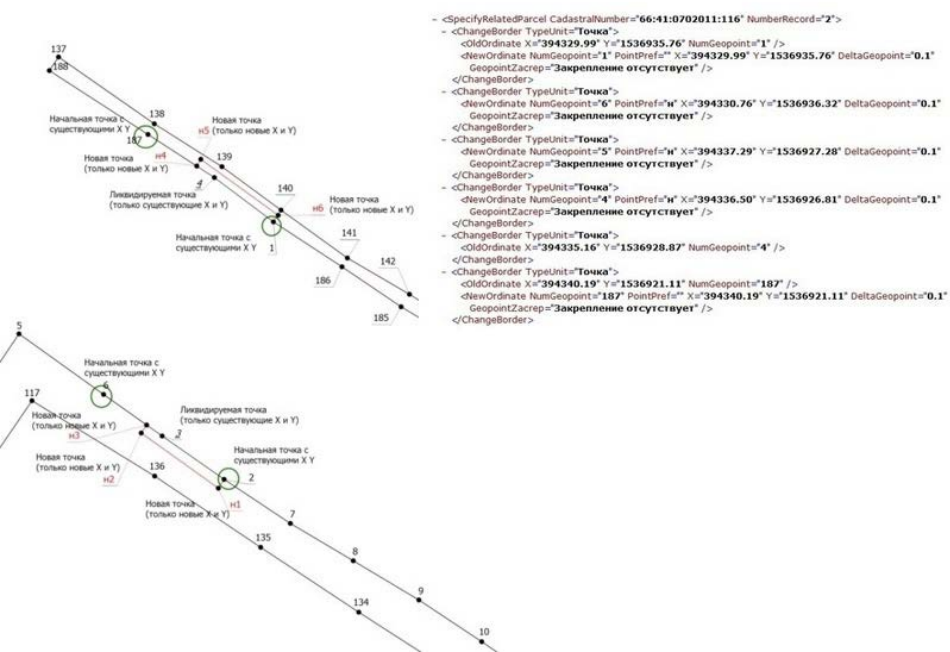 137
188
138
Начальная точка с
существующими X Y
187
н5
Новая точка
(только новые X и Y)
н4
Новая точка
(только новые X и Y)
139
4
Ликвидируемая точка
(только существующие X и Y)
140
н6
Новая точка
(только новые X и Y)
Начальная точка с
существующими X Y
1
141
142
186
185
- <SpecifyRelatedParcel CadastralNumber="66:41:0702011:116" NumberRecord="2">
- <ChangeBorder TypeUnit="Точка">
<OldOrdinate X="394329.99" Y="1536935.76" NumGeopoint="1" />
<NewOrdinate NumGeopoint="1" PointPref="" X="394329.99" Y="1536935.76" DeltaGeopoint="0.1"
GeopointZacrep="Закрепление отсутствует" />
</ChangeBorder>
- <ChangeBorder TypeUnit="Точка">
<NewOrdinate NumGeopoint="6" PointPref="н" X="394330.76" Y="1536936.32" DeltaGeopoint="0.1"
GeopointZacrep="Закрепление отсутствует" />
</ChangeBorder>
- <ChangeBorder TypeUnit="Точка">
<NewOrdinate NumGeopoint="5" PointPref="н" X="394337.29" Y="1536927.28" DeltaGeopoint="0.1"
GeopointZacrep="Закрепление отсутствует" />
</ChangeBorder>
- <ChangeBorder TypeUnit="Точка">
<NewOrdinate NumGeopoint="4" PointPref="н" X="394336.50" Y="1536926.81" DeltaGeopoint="0.1"
GeopointZacrep="Закрепление отсутствует" />
</ChangeBorder>
- <ChangeBorder TypeUnit="Точка">
<OldOrdinate X="394335.16" Y="1536928.87" NumGeopoint="4" />
</ChangeBorder>
- <ChangeBorder TypeUnit="Точка">
<OldOrdinate X="394340.19" Y="1536921.11" NumGeopoint="187" />
<NewOrdinate NumGeopoint="187" PointPref="" X="394340.19" Y="1536921.11" DeltaGeopoint="0.1"
GeopointZacrep="Закрепление отсутствует" />
</ChangeBorder>
5
Начальная точка с
существующими X Y
6
117
Новая точка
(только новые X и Y)
н3
Ликвидируемая точка
(только существующие X и Y)
3
Новая точка
(только новые X и Y)
н2
Начальная точка с
существующими X Y
2
136
Новая точка
(только новые X и Y)
н1
7
135
8
9
134
10